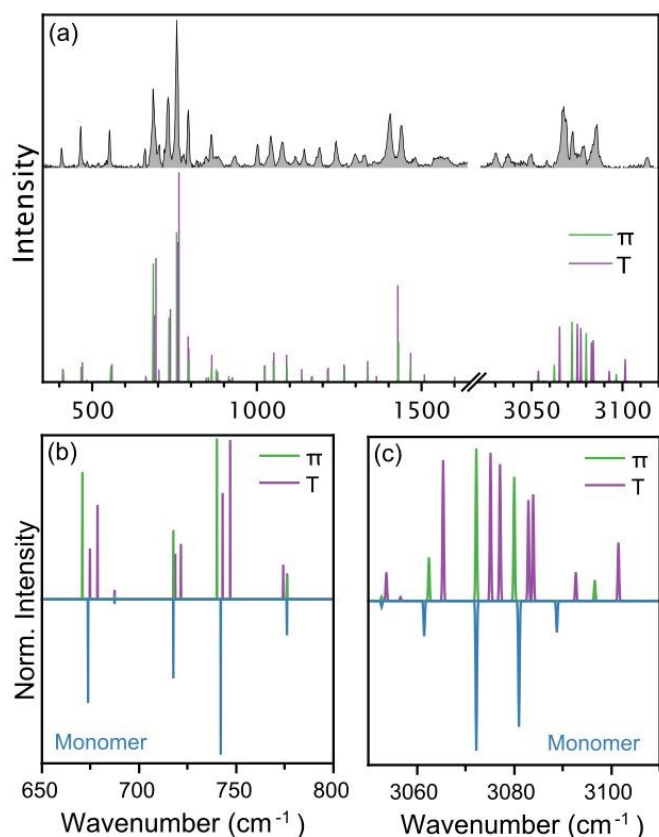 (a)
Intensity
π
T
500
1000
1500
3050
3100
(b)
π
T
(c)
π
T
Norm. Intensity
Monomer
Monomer
650
700
750
800
3060
3080
3100
Wavenumber (cm⁻¹)
Wavenumber (cm⁻¹)